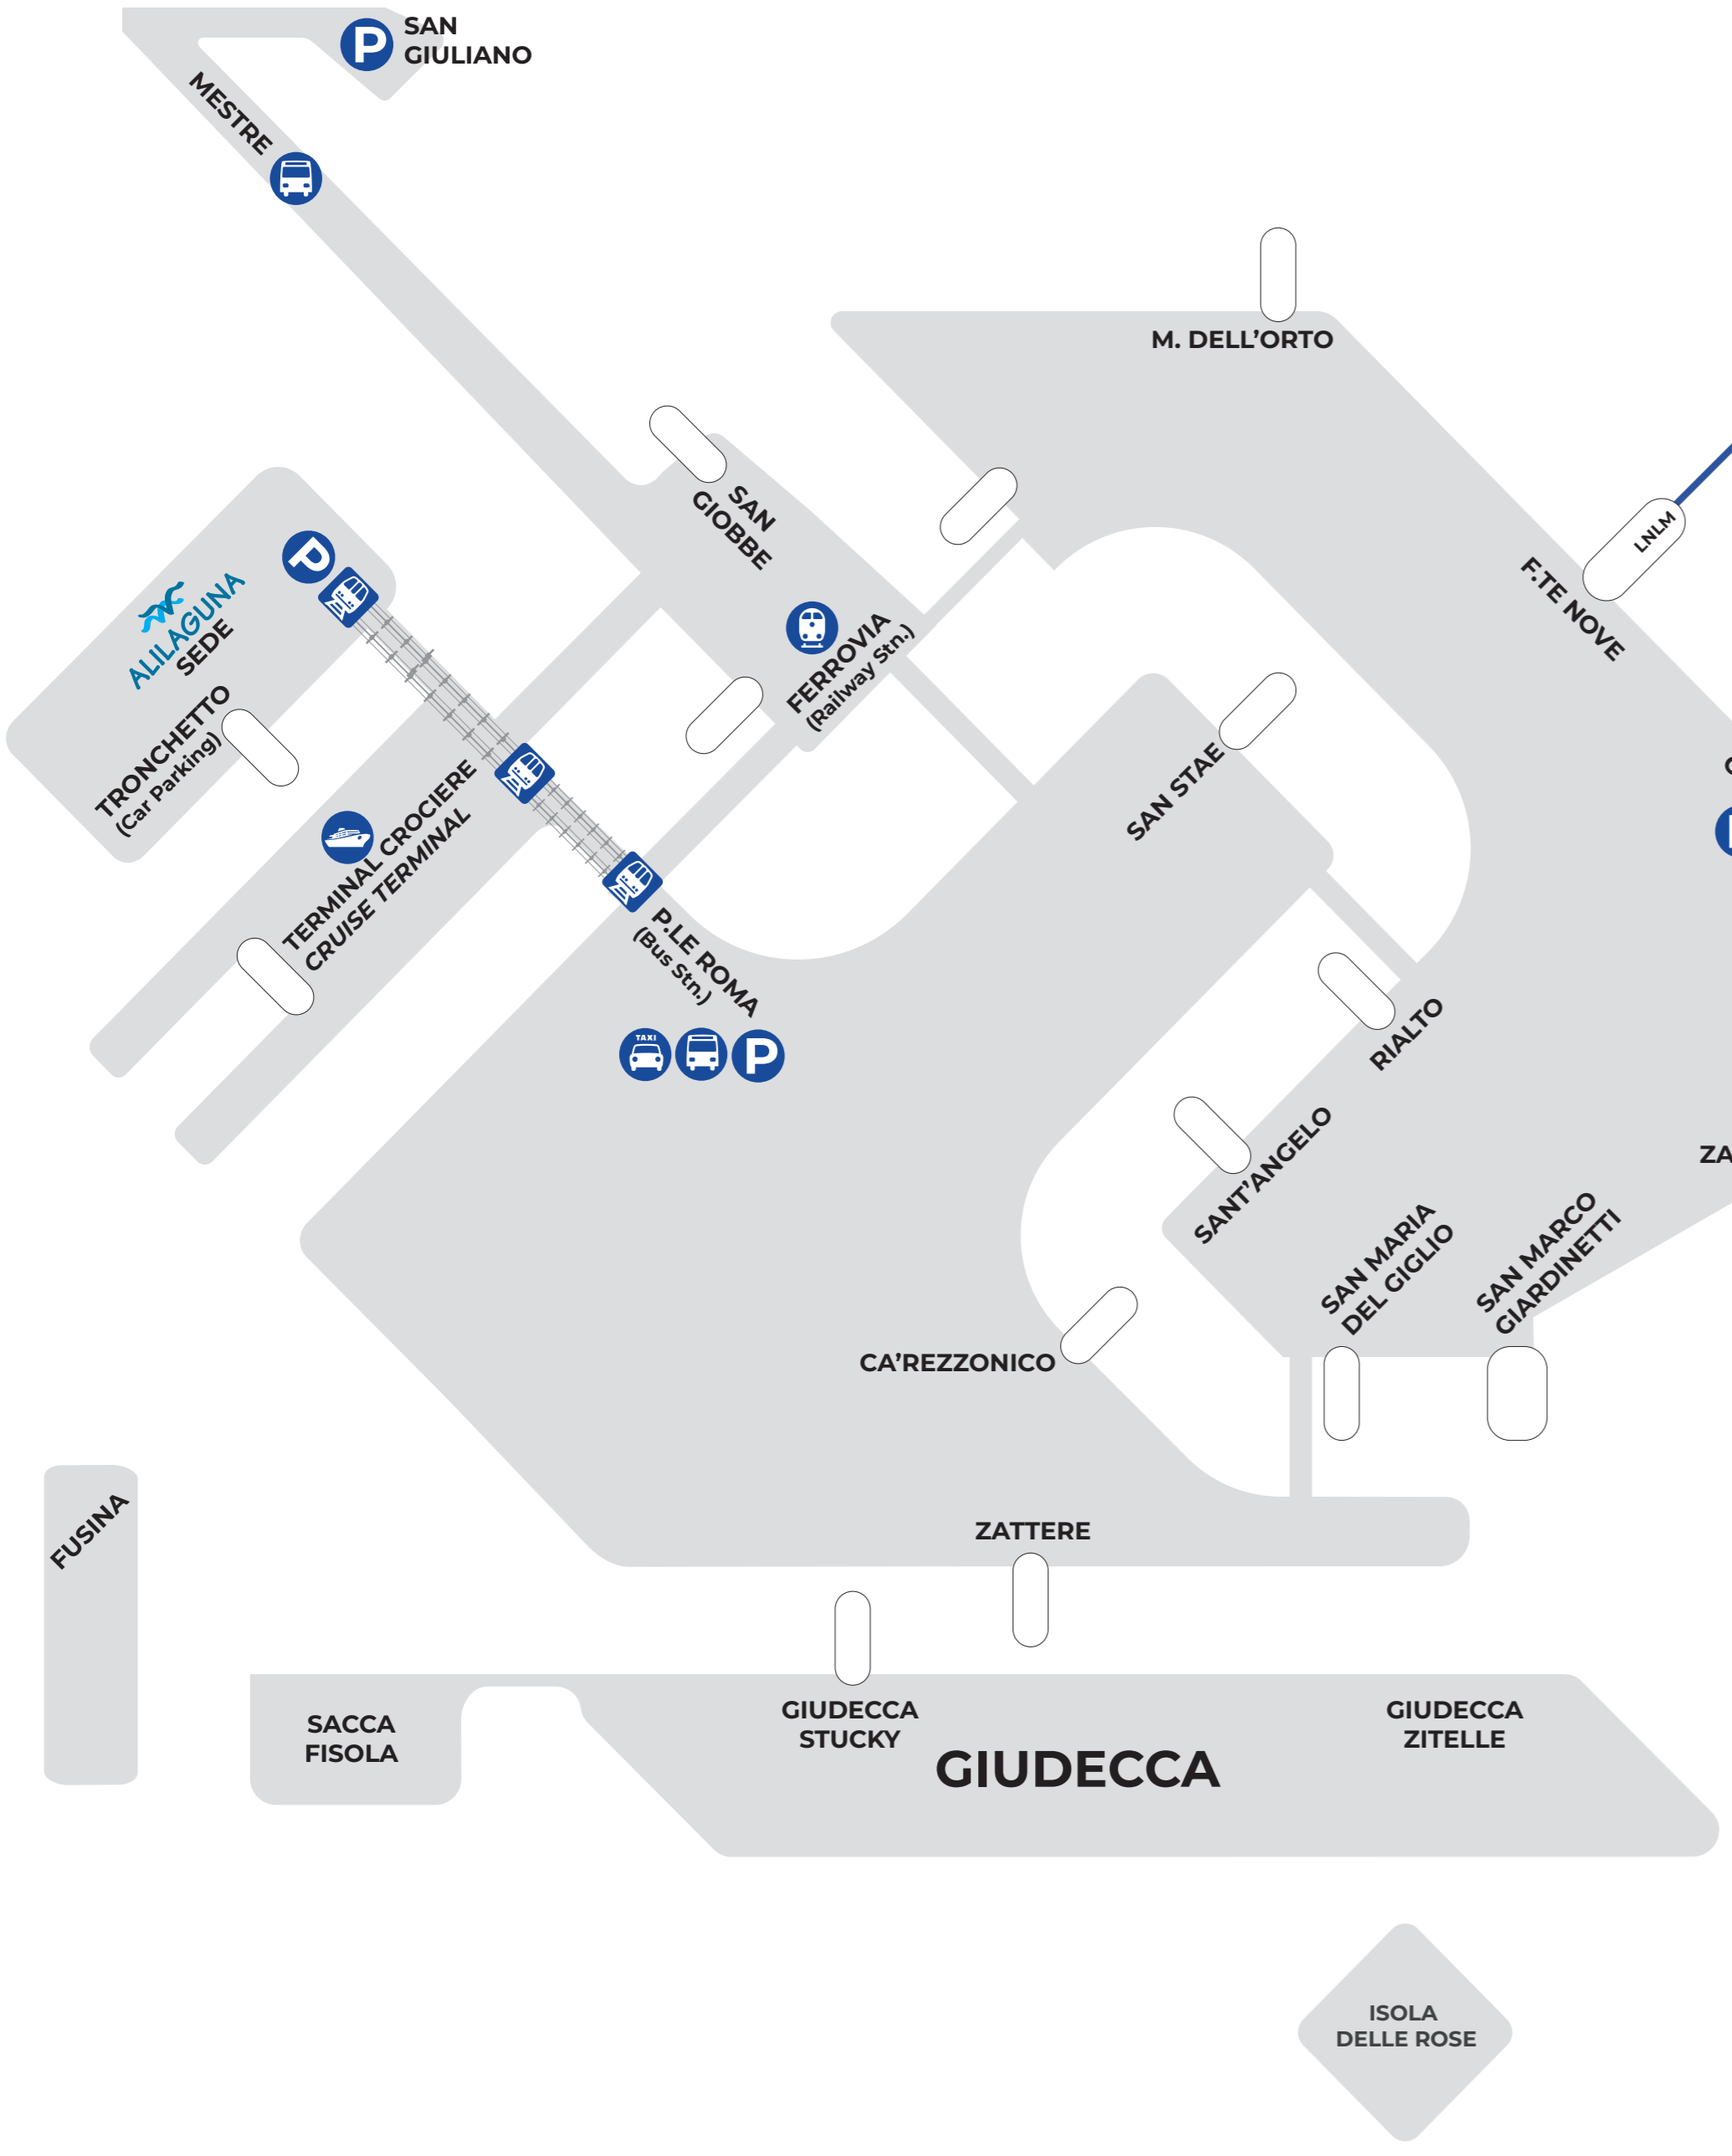 SAN
GIULIANO
P
MESTRE
M. DELL'ORTO
SAN
GIOBBE
LNLM
F.TE NOVE
P
ALILAGUNA
SEDE
FERROVIA
(Railway Stn.)
TRONCHETTO
(Car Parking)
SAN STAE
TERMINAL CROCIERE
CRUISE TERMINAL
P.LE ROMA
(Bus Stn.)
TAXI
P
RIALTO
SANT'ANGELO
ZA
SAN MARIA
DEL GIGLIO
SAN MARCO
GIARDINETTI
CA'REZZONICO
FUSINA
ZATTERE
SACCA
FISOLA
GIUDECCA
STUCKY
GIUDECCA
ZITELLE
GIUDECCA
ISOLA
DELLE ROSE